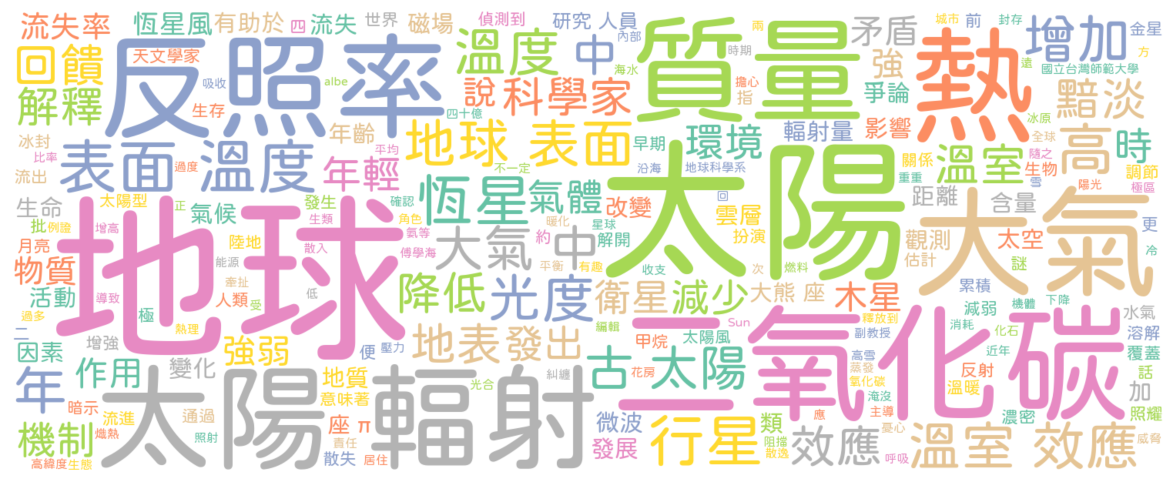 流失率 恆星風 有助於 四 流失 世界 磁場 偵測到 研究 人員 城市 前 封存 金星
天文學家 內部 兩 時期 方 遠
回饋 反照率 溫度 中 質量 矛盾 熱 增加
解釋 吸收 albe 說 科學家 海水 擔心 強 國立台灣師範大學
生存 四十億 指 爭論 黯淡
冰封 年齡 地球 表面 早期 環境 輻射量 影響 冰原 全球
比率 表面 溫度 過度 年輕 平均 不一定 沿海 地球科學系 關係 溫室 隨之 高 時
流出 太陽型 正 發生 確認 恆星 氣體 太陽 重重 生物 陽光 調節 極區
生命 批 例證 氣候 生類 角色 暖化 星球 改變 回 雪 距離 含量
月亮 增高 陸地 散入 氦等 大氣 中 約 解開 雲層 扮演 觀測 太空 大氣 更
物質 地球 能源 傅學海 平衡 有趣 收支 次 燃料 估計 謎 冷
活動 導致 極 人類 牽扯 受 低 降低 光度 衛星 減少 大熊 座 木星 累積 減弱 機體 下降
過多 熱理 壓力 編輯 釋放到 水氣
二 增強 強弱 便 地表 發出 甲烷 太陽風 Sun 副教授 消耗 化石 溶解
因素 變化 作用 地質 光合 糾纏 花房 古 太陽 二氧化碳 高雪 蒸發 氧化碳 近年 反射 覆蓋
年 太陽 輻射 意味著 溫暖 話
暗示 流進 通過 座 π 微波 類 應 淹沒 主導 濃密 加 照耀
機制 熾熱 照射 責任 發展 行星 阻擋 憂心 效應 溫室 效應 威脅
高緯度 生態 散失 居住 散逸 呼吸